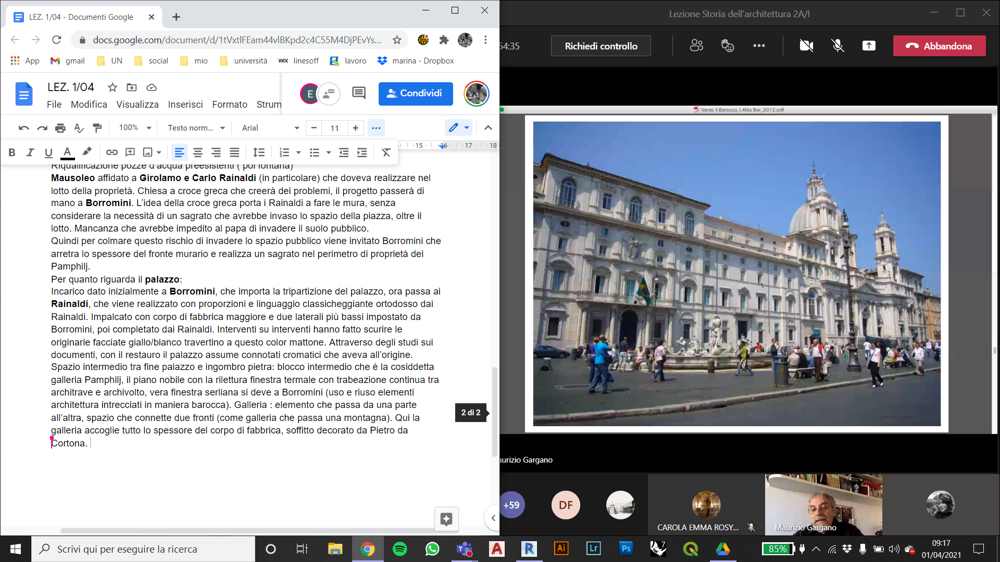 LEZ. 1/04 - Documenti Google
docs.google.com/document/d/1tVxtlFEam44vlBKpd2c4C55M4DjPEvYs...
App gmail UN social mio università WIX linesoff lavoro marina - Dropbox
LEZ. 1/04
File Modifica Visualizza Inserisci Formato Strum
E
Condividi
100% Testo norm... Arial 11
15 16 17 18
Riqualificazione pozze d'acqua preesistenti ( poi fontana)
Mausoleo affidato a Girolamo e Carlo Rainaldi (in particolare) che doveva realizzare nel
lotto della proprietà. Chiesa a croce greca che creerà dei problemi, il progetto passerà di
mano a Borromini. L'idea della croce greca porta i Rainaldi a fare le mura, senza
considerare la necessità di un sagrato che avrebbe invaso lo spazio della piazza, oltre il
lotto. Mancanza che avrebbe impedito al papa di invadere il suolo pubblico.
Quindi per colmare questo rischio di invadere lo spazio pubblico viene invitato Borromini che
arretra lo spessore del fronte murario e realizza un sagrato nel perimetro di proprietà dei
Pamphilj.
Per quanto riguarda il palazzo:
Incarico dato inizialmente a Borromini, che importa la tripartizione del palazzo, ora passa ai
Rainaldi, che viene realizzato con proporzioni e linguaggio classicheggiante ortodosso dai
Rainaldi. Impalcato con corpo di fabbrica maggiore e due laterali più bassi impostato da
Borromini, poi completato dai Rainaldi. Interventi su interventi hanno fatto scurire le
originarie facciate giallo/bianco travertino a questo color mattone. Attraverso degli studi sui
documenti, con il restauro il palazzo assume connotati cromatici che aveva all'origine.
Spazio intermedio tra fine palazzo e ingombro pietra: blocco intermedio che è la cosiddetta
galleria Pamphilj, il piano nobile con la rilettura finestra termale con trabeazione continua tra
architrave e archivolto, vera finestra serliana si deve a Borromini (uso e riuso elementi
architettura intrecciati in maniera barocca). Galleria : elemento che passa da una parte
all'altra, spazio che connette due fronti (come galleria che passa una montagna). Qui la
galleria accoglie tutto lo spessore del corpo di fabbrica, soffitto decorato da Pietro da
Cortona.
2 di 2
Lezione Storia dell'architettura 2A/I
54:35 Richiedi controllo Abbandona
Verso il Barocco_L4bis Bor_2012.pdf
aurizio Gargano
+59 DF
CAROLA EMMA ROSY...
Maurizio Gargano
Scrivi qui per eseguire la ricerca
A R Ai Lr Ps
85%
09:17
01/04/2021